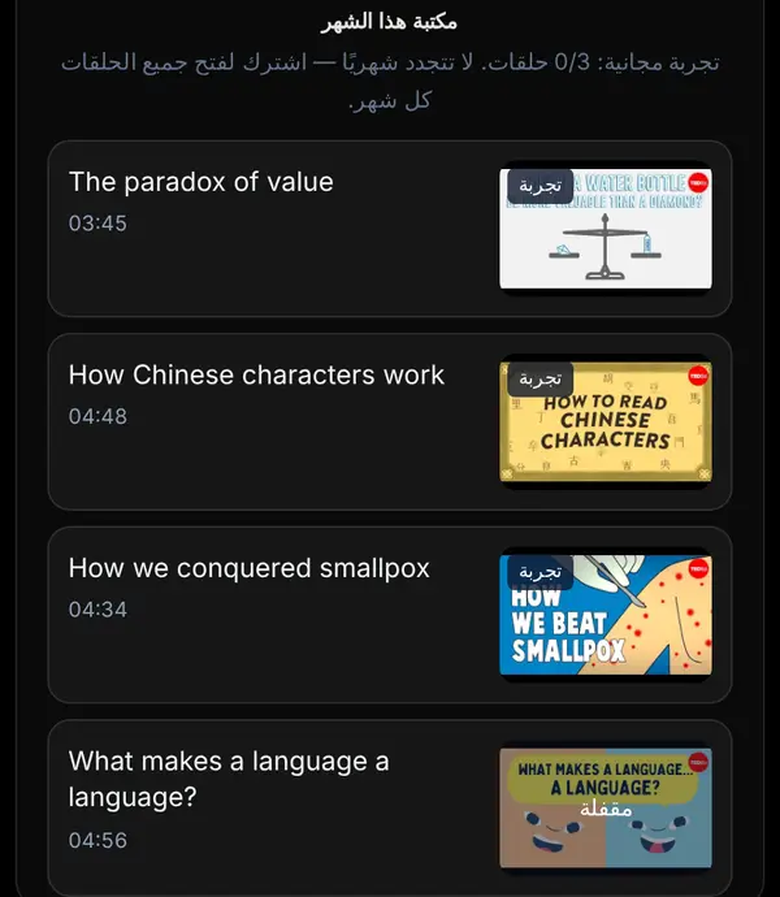 مكتبة هذا الشهر
تجربة مجانية: 0/3 حلقات. لا تتجدد شهريًا — اشترك لفتح جميع الحلقات
كل شهر.
The paradox of value
03:45
تجربة
A WATER BOTTLE
VALUABLE THAN A DIAMOND?
How Chinese characters work
04:48
تجربة
HOW TO READ
CHINESE
CHARACTERS
How we conquered smallpox
04:34
تجربة
HOW
WE BEAT
SMALLPOX
What makes a language a
language?
04:56
WHAT MAKES A LANGUAGE...
A LANGUAGE?
مقفلة